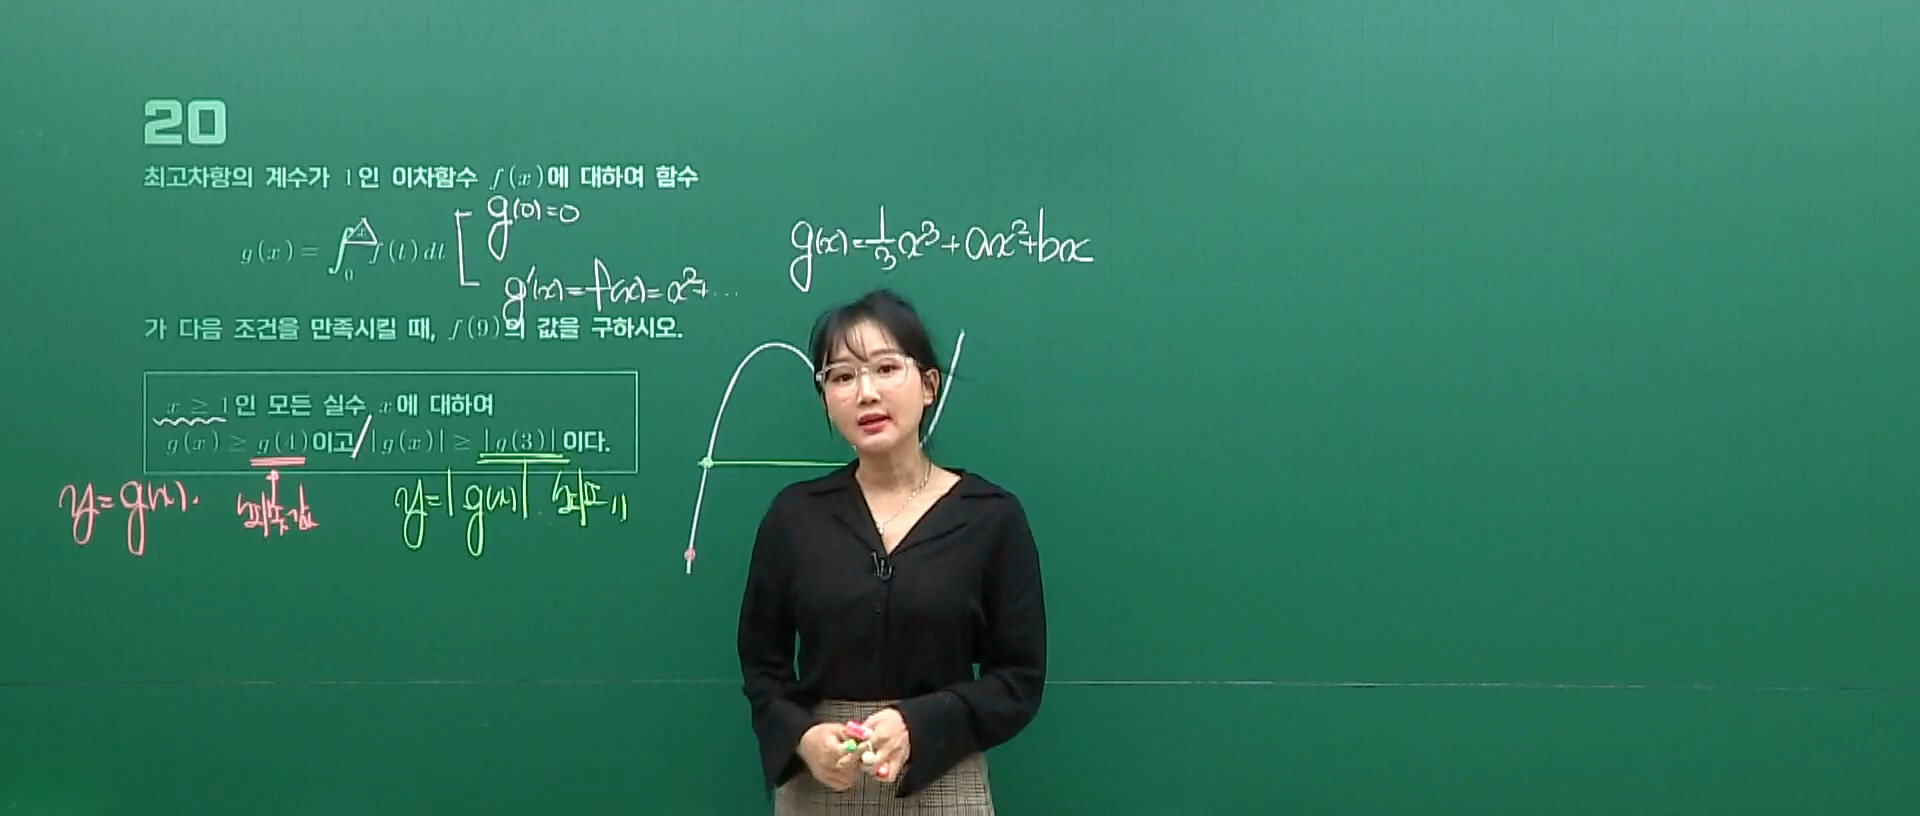 20
최고차항의 계수가 1인 이차함수 f(x)에 대하여 함수
g(x) = ∫₀ˣ f(t) dt
g(0)=0
g'(x)=f(x)=x²+…
가 다음 조건을 만족시킬 때, f(9)의 값을 구하시오.
x ≥ 1인 모든 실수 x에 대하여
g(x) ≥ g(4)이고 |g(x)| ≥ |g(3)|이다.
y=g(x).
최솟값
y=|g(x)|
최소
g(x)=1/3x³+ax²+bx